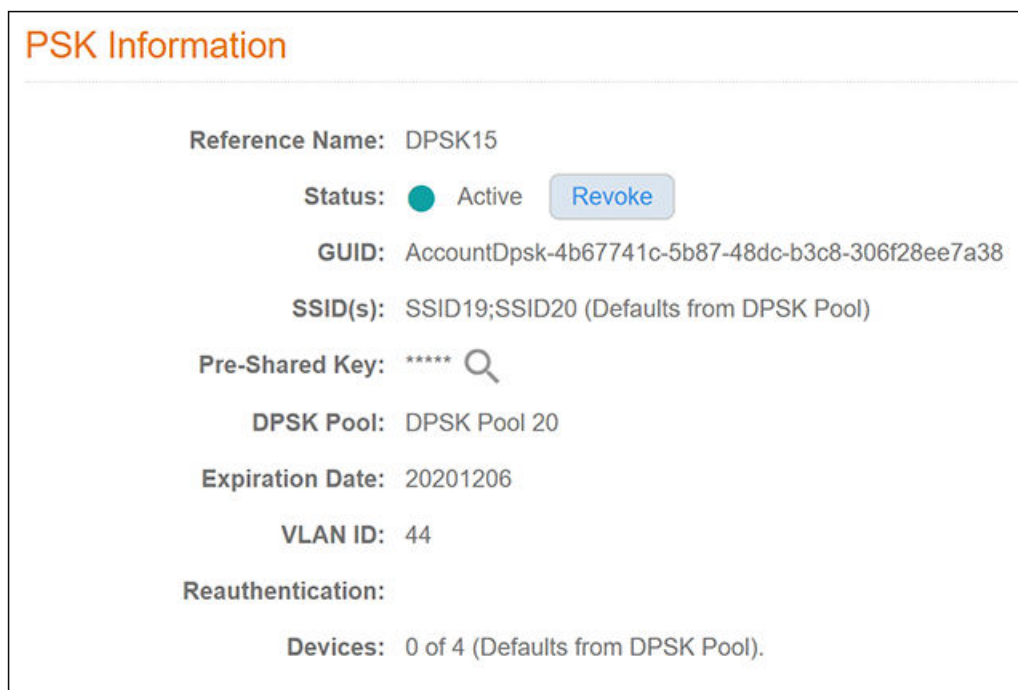 PSK Information
Reference Name: DPSK15
Status: Active Revoke
GUID: AccountDpsk-4b67741c-5b87-48dc-b3c8-306f28ee7a38
SSID(s): SSID19;SSID20 (Defaults from DPSK Pool)
Pre-Shared Key: *****
DPSK Pool: DPSK Pool 20
Expiration Date: 20201206
VLAN ID: 44
Reauthentication:
Devices: 0 of 4 (Defaults from DPSK Pool).